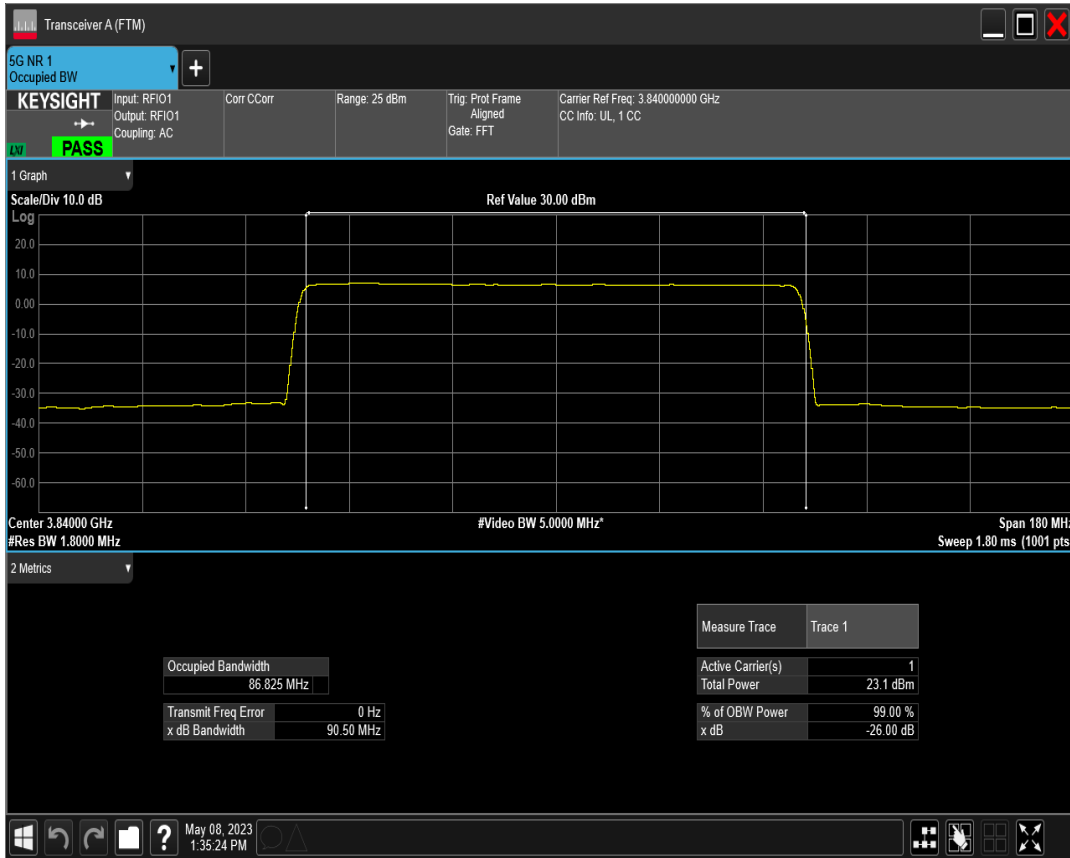 Transceiver A (FTM)
5G NR 1
Occupied BW
+
KEYSIGHT
LXI
PASS
Input: RFIO1
Output: RFIO1
Coupling: AC
Corr CCorr
Range: 25 dBm
Trig: Prot Frame
Aligned
Gate: FFT
Carrier Ref Freq: 3.840000000 GHz
CC Info: UL, 1 CC
1 Graph
Scale/Div 10.0 dB
Ref Value 30.00 dBm
Log
20.0
10.0
0.00
-10.0
-20.0
-30.0
-40.0
-50.0
-60.0
Center 3.84000 GHz
#Video BW 5.0000 MHz*
Span 180 MHz
#Res BW 1.8000 MHz
Sweep 1.80 ms (1001 pts
2 Metrics
Measure Trace Trace 1
Occupied Bandwidth
86.825 MHz
Active Carrier(s) 1
Total Power 23.1 dBm
Transmit Freq Error 0 Hz
x dB Bandwidth 90.50 MHz
% of OBW Power 99.00 %
x dB -26.00 dB
?
May 08, 2023
1:35:24 PM